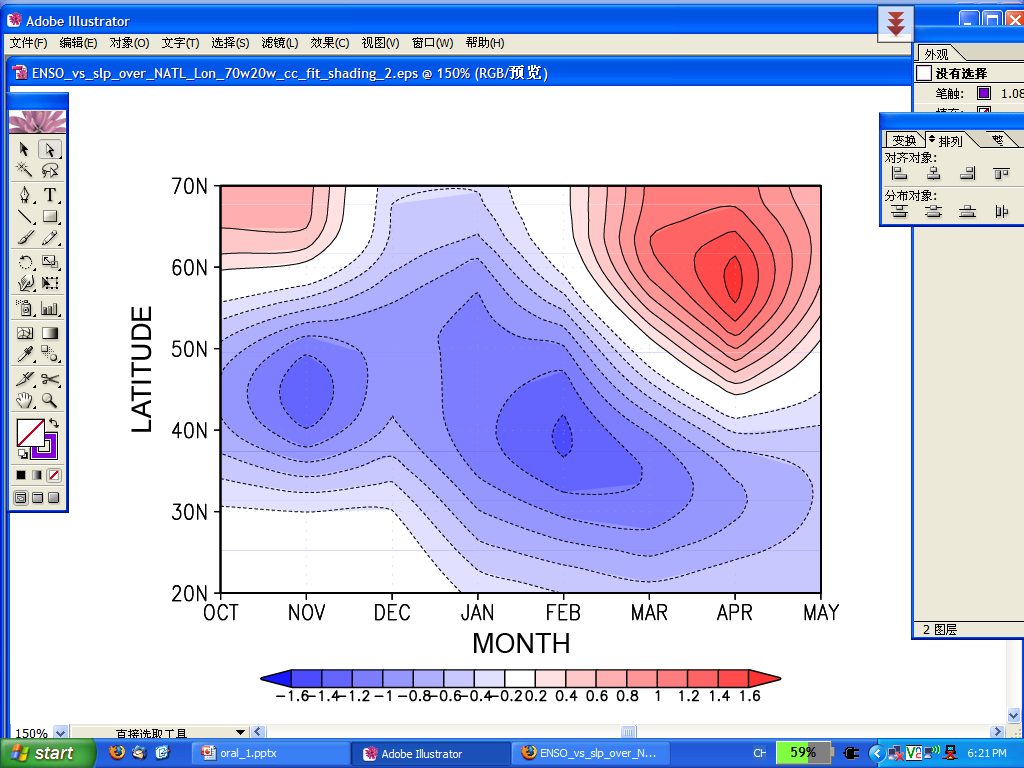 Adobe Illustrator
文件(F) 编辑(E) 对象(O) 文字(T) 选择(S) 滤镜(L) 效果(C) 视图(V) 窗口(W) 帮助(H)
ENSO_vs_slp_over_NATL_Lon_70w20w_cc_fit_shading_2.eps @ 150% (RGB/预览)
外观
没有选择
笔触: 1.08
变换 排列
对齐对象:
分布对象:
2 图层
70N
60N
50N
40N
30N
20N
LATITUDE
OCT NOV DEC JAN FEB MAR APR MAY
MONTH
−1.6 −1.4 −1.2 −1 −0.8 −0.6 −0.4 −0.2 0.2 0.4 0.6 0.8 1 1.2 1.4 1.6
150% 直接选取工具
start oral_1.pptx Adobe Illustrator ENSO_vs_slp_over_N... CH 59% 6:21 PM